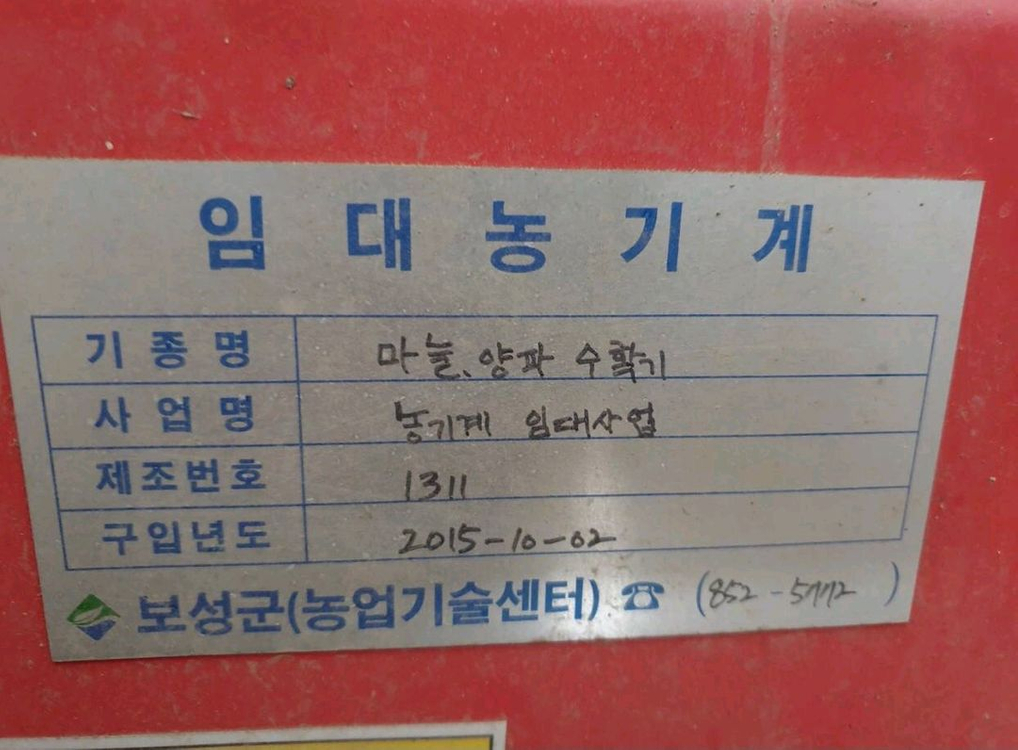 임 대 농 기 계
기 종 명 마늘、양파 수확기
사 업 명 농기계 임대사업
제조번호 1311
구입년도 2015-10-02
보성군(농업기술센터) ☎ (852-5772)